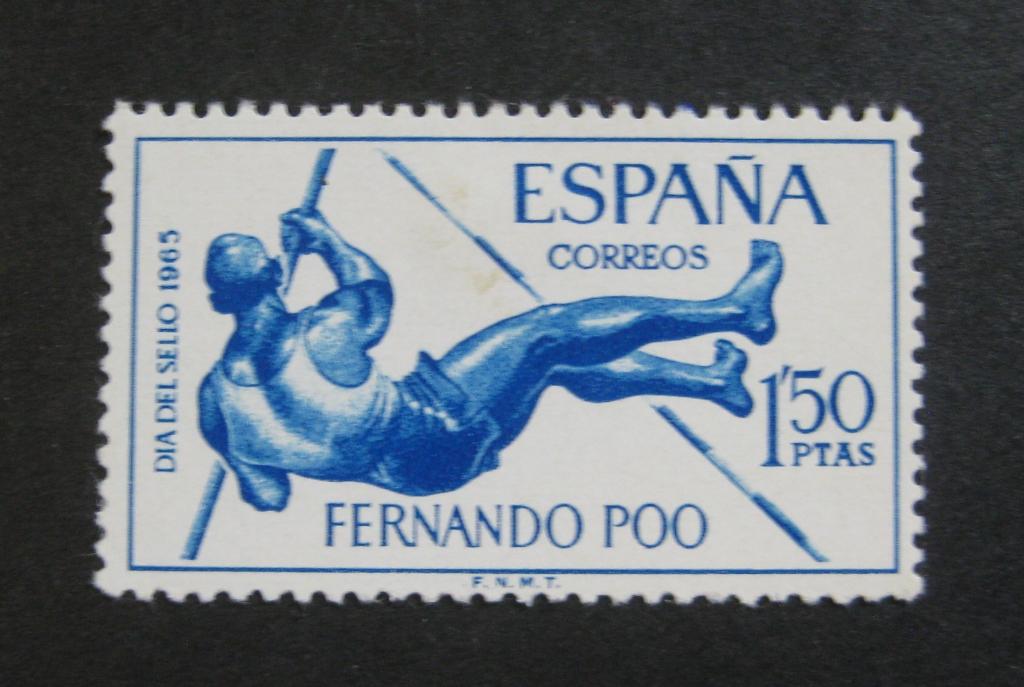 ESPAÑA
CORREOS
DIA DEL SELLO 1965
1'50
PTAS
FERNANDO POO
F. N. M. T.